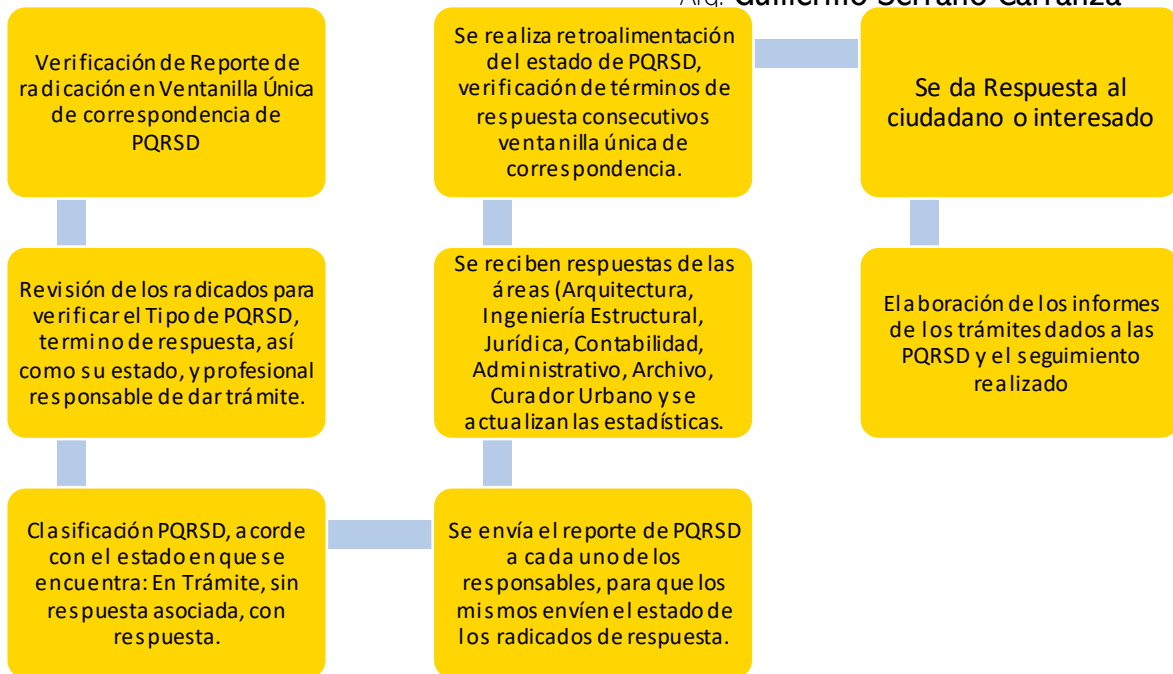 Arq. Guillermo Serrano Carranza
Verificación de Reporte de
radicación en Ventanilla Única
de correspondencia de
PQRSD
Revisión de los radicados para
verificar el Tipo de PQRSD,
termino de respuesta, así
como su estado, y profesional
responsable de dar trámite.
Clasificación PQRSD, acorde
con el estado en que se
encuentra: En Trámite, sin
respuesta asociada, con
respuesta.
Se envía el reporte de PQRSD
a cada uno de los
responsables, para que los
mismos envíen el estado de
los radicados de respuesta.
Se reciben respuestas de las
áreas (Arquitectura,
Ingeniería Estructural,
Jurídica, Contabilidad,
Administrativo, Archivo,
Curador Urbano y se
actualizan las estadísticas.
Se realiza retroalimentación
del estado de PQRSD,
verificación de términos de
respuesta consecutivos
ventanilla única de
correspondencia.
Se da Respuesta al
ciudadano o interesado
Elaboración de los informes
de los trámites dados a las
PQRSD y el seguimiento
realizado